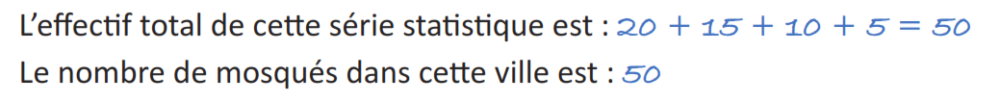 L’effectif total de cette série statistique est : 20 + 15 + 10 + 5 = 50
Le nombre de mosqués dans cette ville est : 50